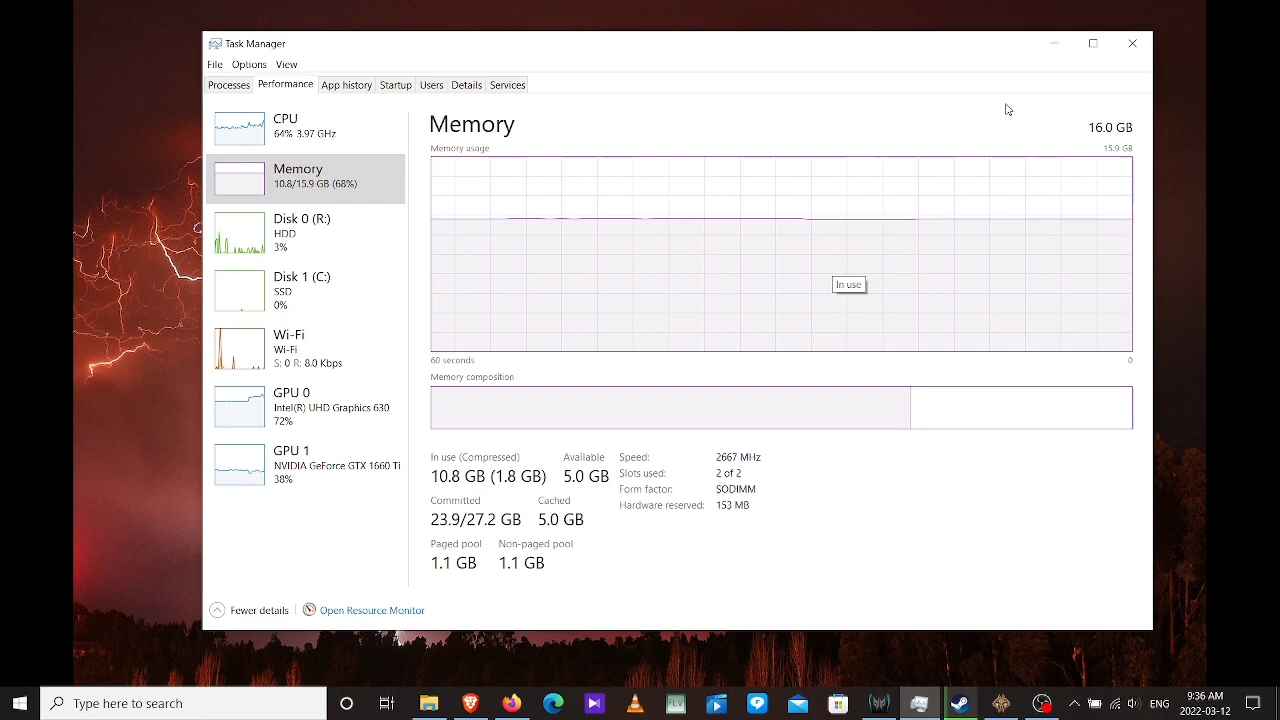 Task Manager
File Options View
Processes Performance App history Startup Users Details Services
CPU
64% 3.97 GHz
Memory
10.8/15.9 GB (68%)
Disk 0 (R:)
HDD
3%
Disk 1 (C:)
SSD
0%
Wi-Fi
Wi-Fi
S: 0 R: 8.0 Kbps
GPU 0
Intel(R) UHD Graphics 630
72%
GPU 1
NVIDIA GeForce GTX 1660 Ti
38%
Memory 16.0 GB
Memory usage 15.9 GB
In use
60 seconds 0
Memory composition
In use (Compressed) Available
10.8 GB (1.8 GB) 5.0 GB
Committed Cached
23.9/27.2 GB 5.0 GB
Paged pool Non-paged pool
1.1 GB 1.1 GB
Speed: 2667 MHz
Slots used: 2 of 2
Form factor: SODIMM
Hardware reserved: 153 MB
Fewer details Open Resource Monitor
Type here to search
FLV
ENG
9:36 AM
2022-03-12